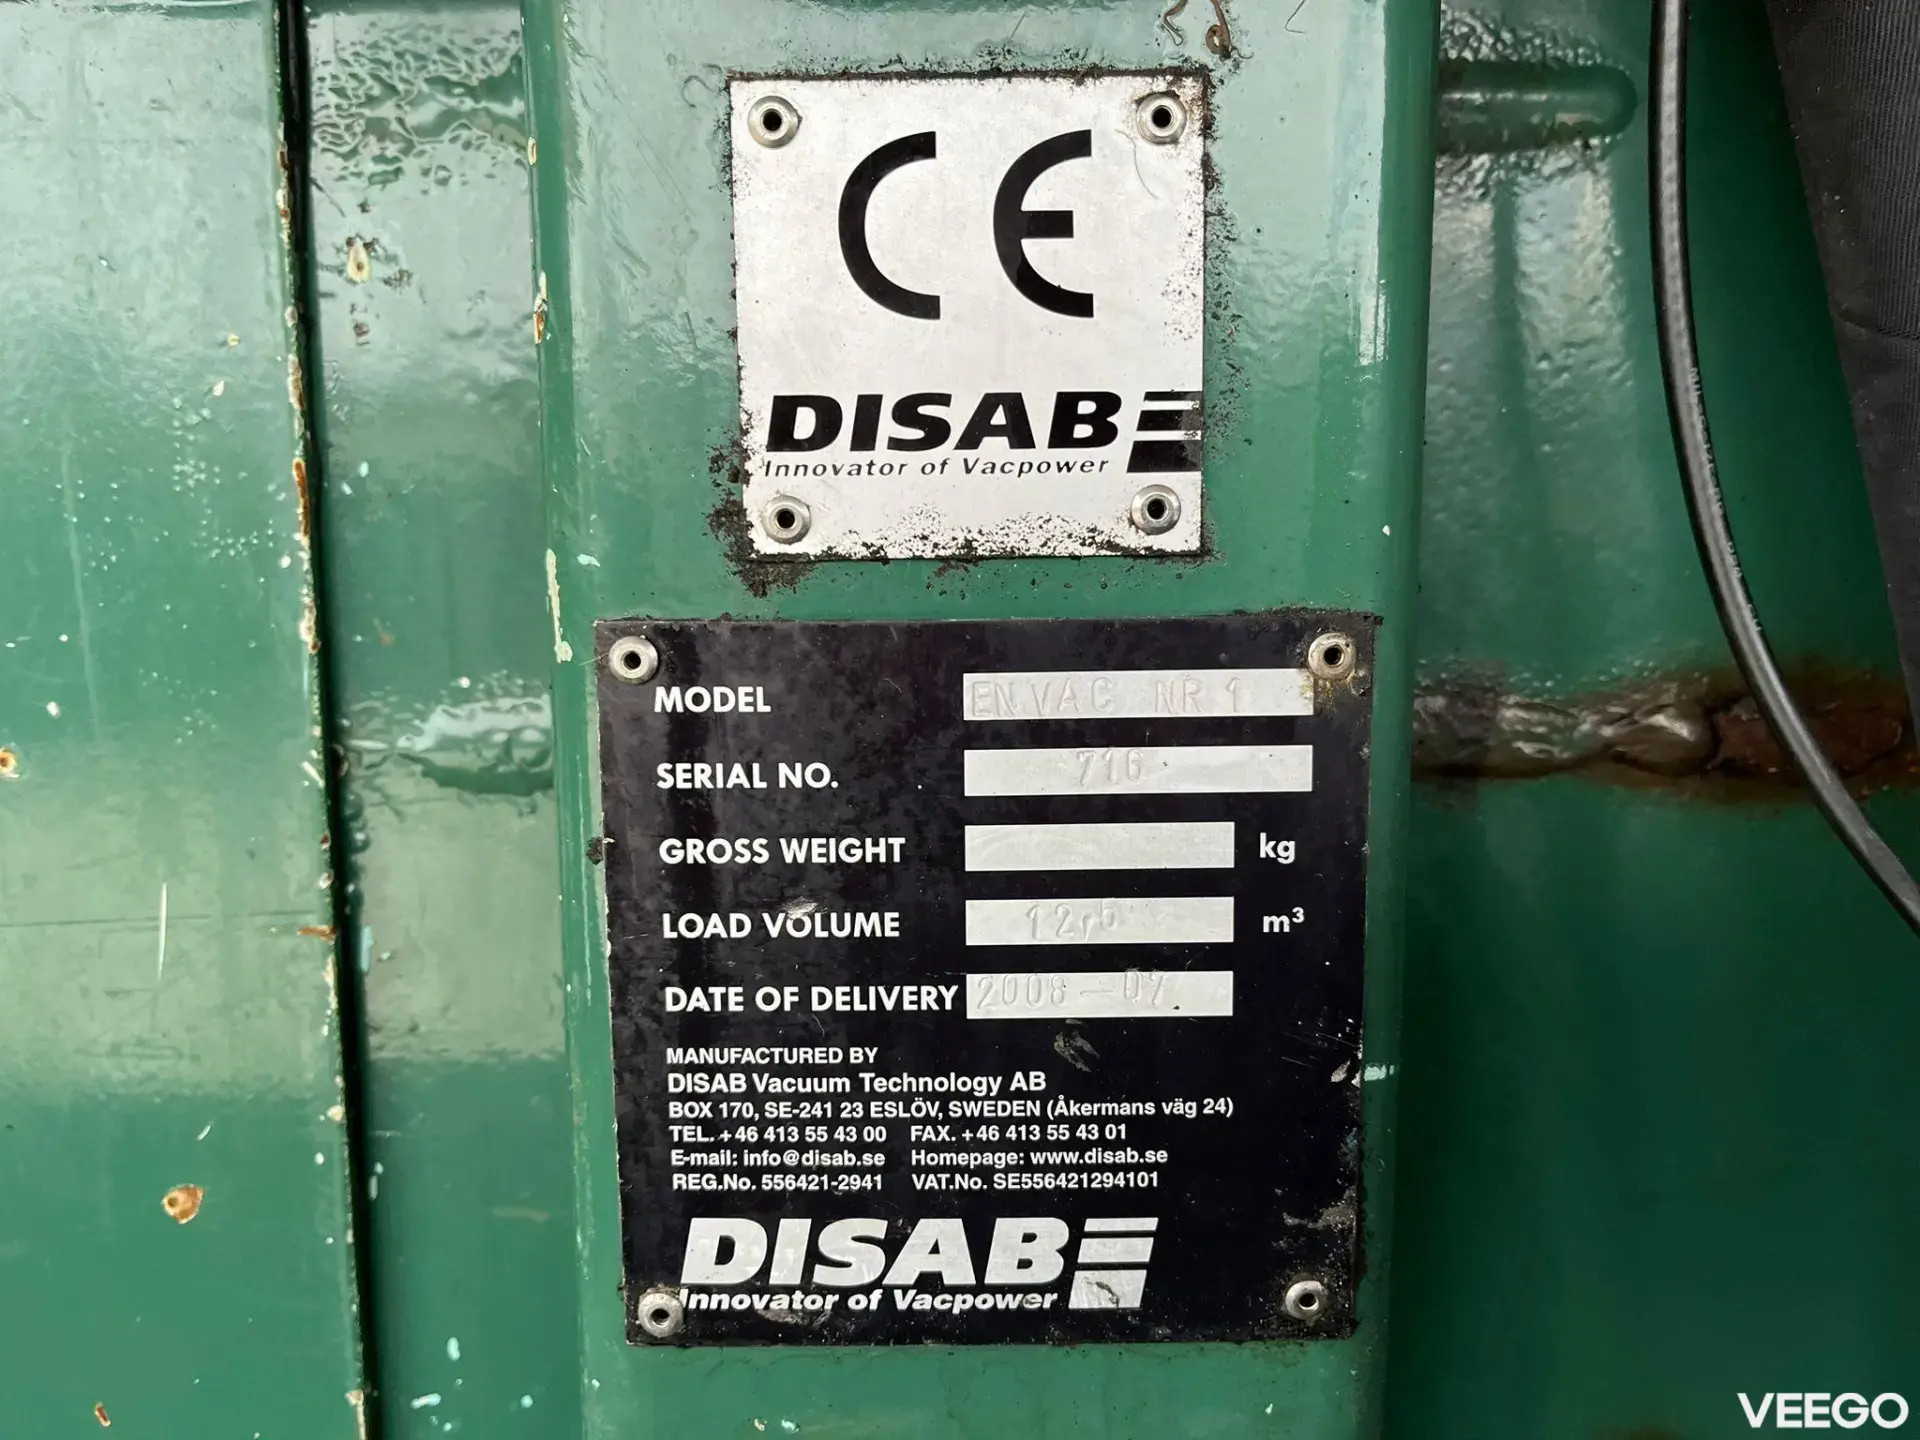 CE
DISAB
Innovator of Vacpower
MODEL EN VAC NR 1
SERIAL NO. 716
GROSS WEIGHT kg
LOAD VOLUME 12,5 m³
DATE OF DELIVERY 2008-07
MANUFACTURED BY
DISAB Vacuum Technology AB
BOX 170, SE-241 23 ESLÖV, SWEDEN (Åkermans väg 24)
TEL. +46 413 55 43 00 FAX. +46 413 55 43 01
E-mail: info@disab.se Homepage: www.disab.se
REG.No. 556421-2941 VAT.No. SE556421294101
DISAB
Innovator of Vacpower
VEEGO